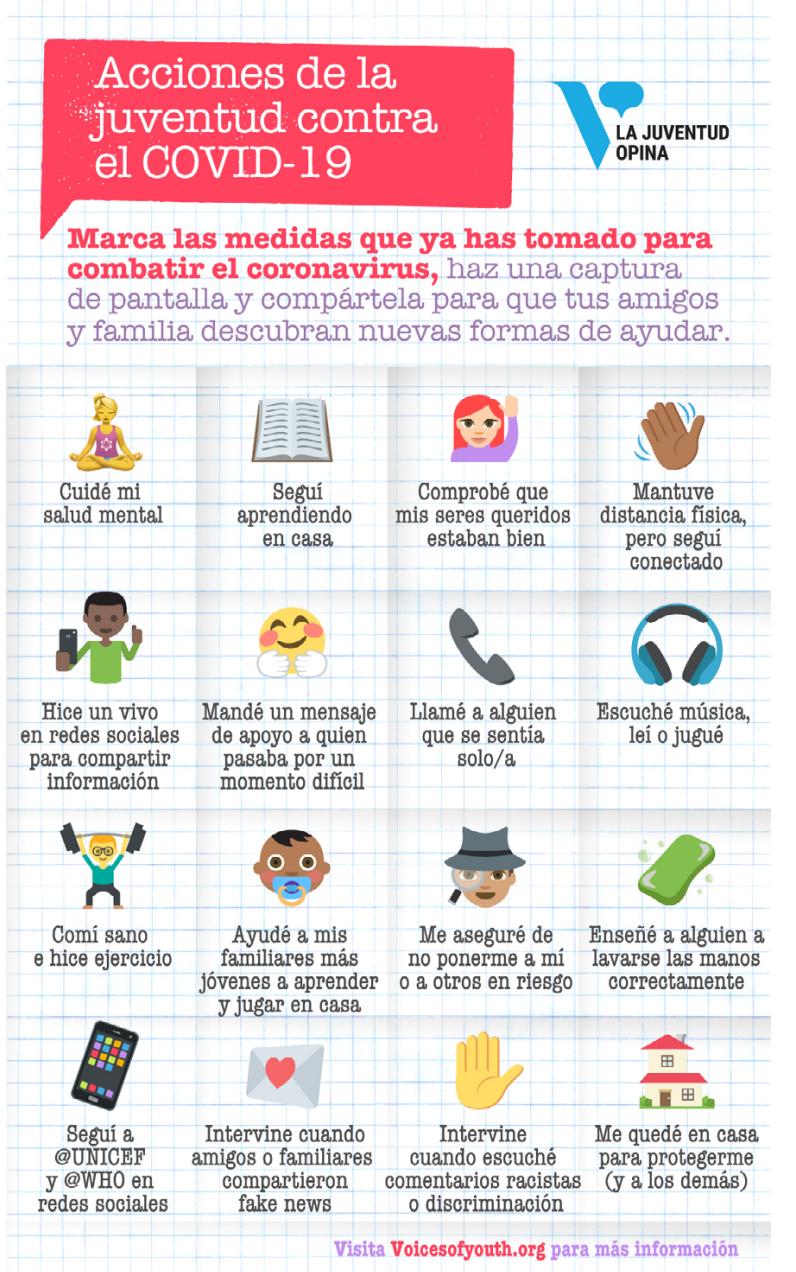 Acciones de la
juventud contra
el COVID-19
LA JUVENTUD
OPINA
Marca las medidas que ya has tomado para
combatir el coronavirus, haz una captura
de pantalla y compártela para que tus amigos
y familia descubran nuevas formas de ayudar.
Cuidé mi
salud mental
Seguí
aprendiendo
en casa
Comprobé que
mis seres queridos
estaban bien
Mantuve
distancia física,
pero seguí
conectado
Hice un vivo
en redes sociales
para compartir
información
Mandé un mensaje
de apoyo a quien
pasaba por un
momento difícil
Llamé a alguien
que se sentía
solo/a
Escuché música,
leí o jugué
Comí sano
e hice ejercicio
Ayudé a mis
familiares más
jóvenes a aprender
y jugar en casa
Me aseguré de
no ponerme a mí
o a otros en riesgo
Enseñé a alguien a
lavarse las manos
correctamente
Seguí a
@UNICEF
y @WHO en
redes sociales
Intervine cuando
amigos o familiares
compartieron
fake news
Intervine
cuando escuché
comentarios racistas
o discriminación
Me quedé en casa
para protegerme
(y a los demás)
Visita Voicesofyouth.org para más información